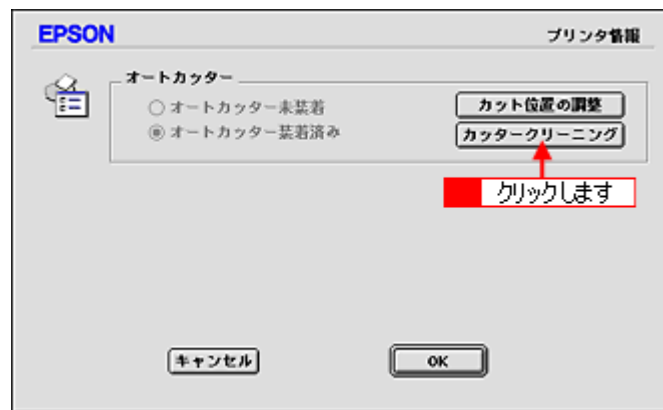 EPSON
プリンタ情報
オートカッター
オートカッター未装着
カット位置の調整
オートカッター装着済み
カッタークリーニング
クリックします
キャンセル
OK